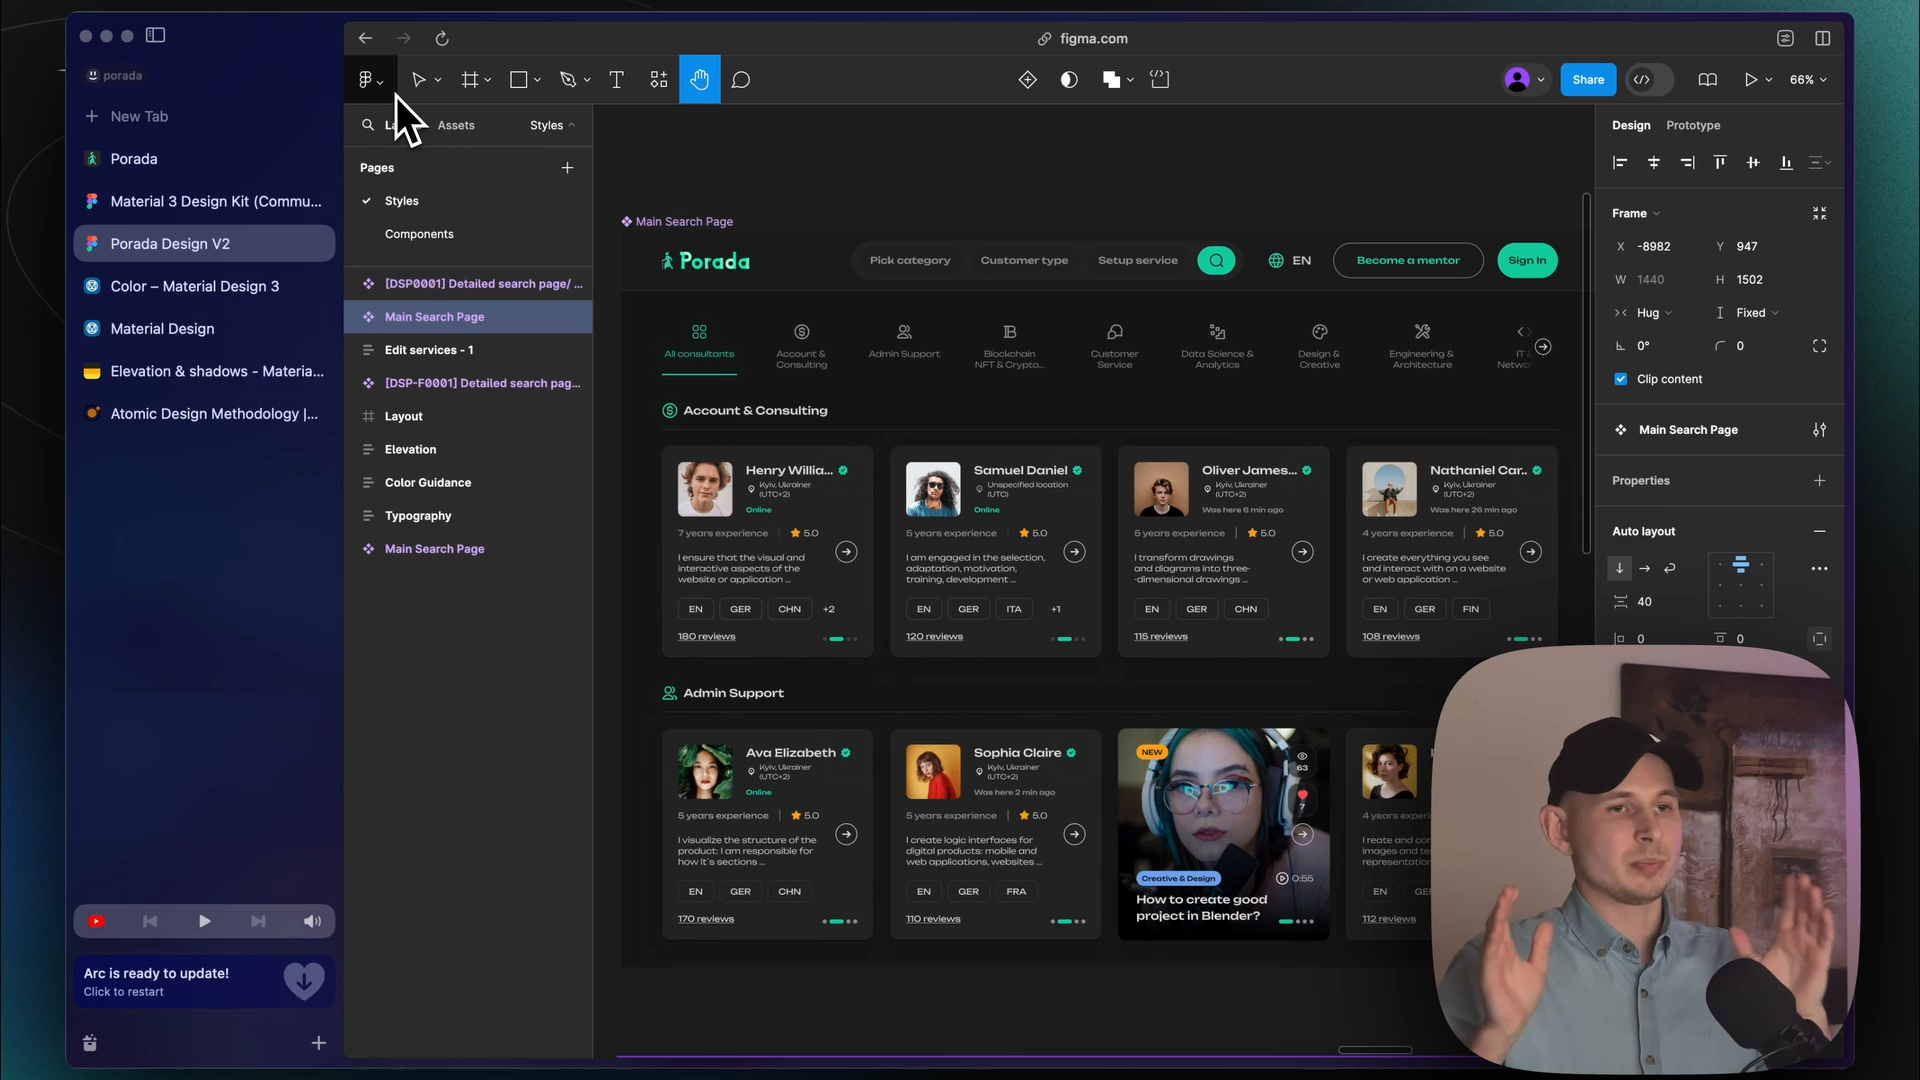 figma.com
porada
New Tab
Porada
Material 3 Design Kit (Commu...
Porada Design V2
Color – Material Design 3
Material Design
Elevation & shadows - Materia...
Atomic Design Methodology |...
Arc is ready to update!
Click to restart
Share
66%
Assets
Styles
Pages
Styles
Components
[DSP0001] Detailed search page/ ...
Main Search Page
Edit services - 1
[DSP-F0001] Detailed search pag...
Layout
Elevation
Color Guidance
Typography
Main Search Page
Main Search Page
Porada
Pick category
Customer type
Setup service
EN
Become a mentor
Sign In
All consultants
Account &
Consulting
Admin Support
Blockchain
NFT & Crypto...
Customer
Service
Data Science &
Analytics
Design &
Creative
Engineering &
Architecture
Account & Consulting
Henry Willia...
Kyiv, Ukrainer
(UTC+2)
Online
7 years experience
5.0
I ensure that the visual and
interactive aspects of the
website or application ...
EN GER CHN +2
180 reviews
Samuel Daniel
Unspecified location
(UTC)
Online
5 years experience
5.0
I am engaged in the selection,
adaptation, motivation,
training, development ...
EN GER ITA +1
120 reviews
Oliver James...
Kyiv, Ukrainer
(UTC+2)
Was here 6 min ago
5 years experience
5.0
I transform drawings
and diagrams into three-
-dimensional drawings ...
EN GER CHN
115 reviews
Nathaniel Car..
Kyiv, Ukrainer
(UTC+2)
Was here 26 min ago
4 years experience
5.0
I create everything you see
and interact with on a website
or web application ...
EN GER FIN
108 reviews
Admin Support
Ava Elizabeth
Kyiv, Ukrainer
(UTC+2)
Online
5 years experience
5.0
I visualize the structure of the
product: I am responsible for
how it's sections ...
EN GER CHN
170 reviews
Sophia Claire
Kyiv, Ukrainer
(UTC+2)
Was here 2 min ago
5 years experience
5.0
I create logic interfaces for
digital products: mobile and
web applications, websites ...
EN GER FRA
110 reviews
NEW
63
7
Creative & Design
0:55
How to create good
project in Blender?
4 years experi
EN
112 reviews
Design
Prototype
Frame
X -8982
Y 947
W 1440
H 1502
Hug
Fixed
0°
0
Clip content
Main Search Page
Properties
Auto layout
40
0
0